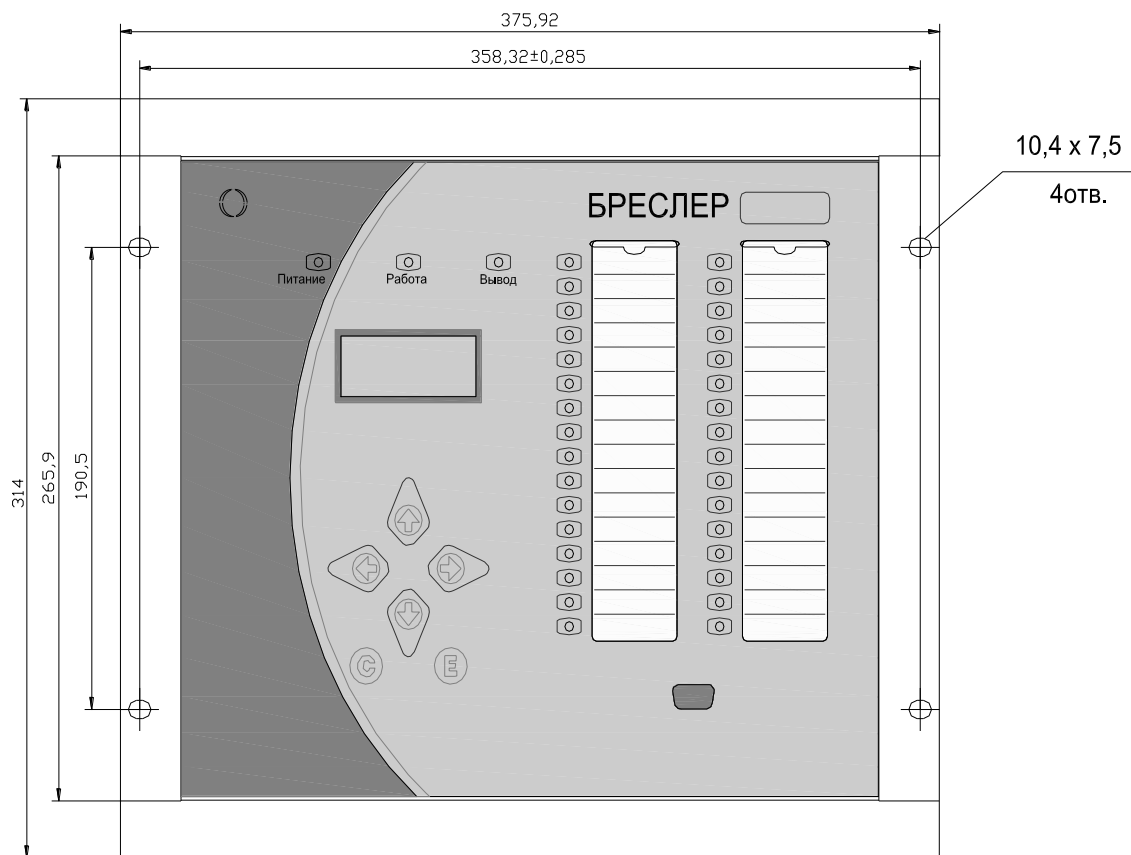 375,92
358,32±0,285
10,4 x 7,5
4отв.
БРЕСЛЕР
Питание
Работа
Вывод
314
265,9
190,5
C
E